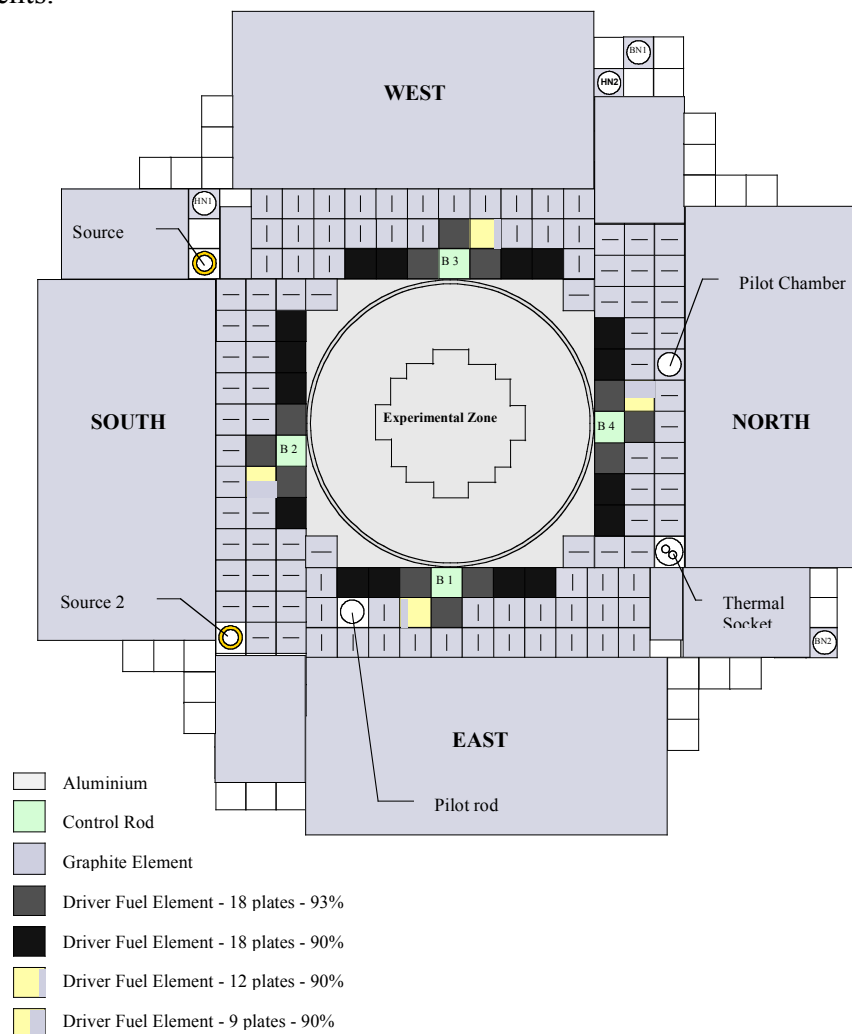 ents.
WEST
BN1
HN2
HN1
Source
B 3
Pilot Chamber
SOUTH
Experimental Zone
B 4
NORTH
B 2
B 1
Source 2
Thermal
Socket
BN2
EAST
Pilot rod
Aluminium
Control Rod
Graphite Element
Driver Fuel Element - 18 plates - 93%
Driver Fuel Element - 18 plates - 90%
Driver Fuel Element - 12 plates - 90%
Driver Fuel Element - 9 plates - 90%